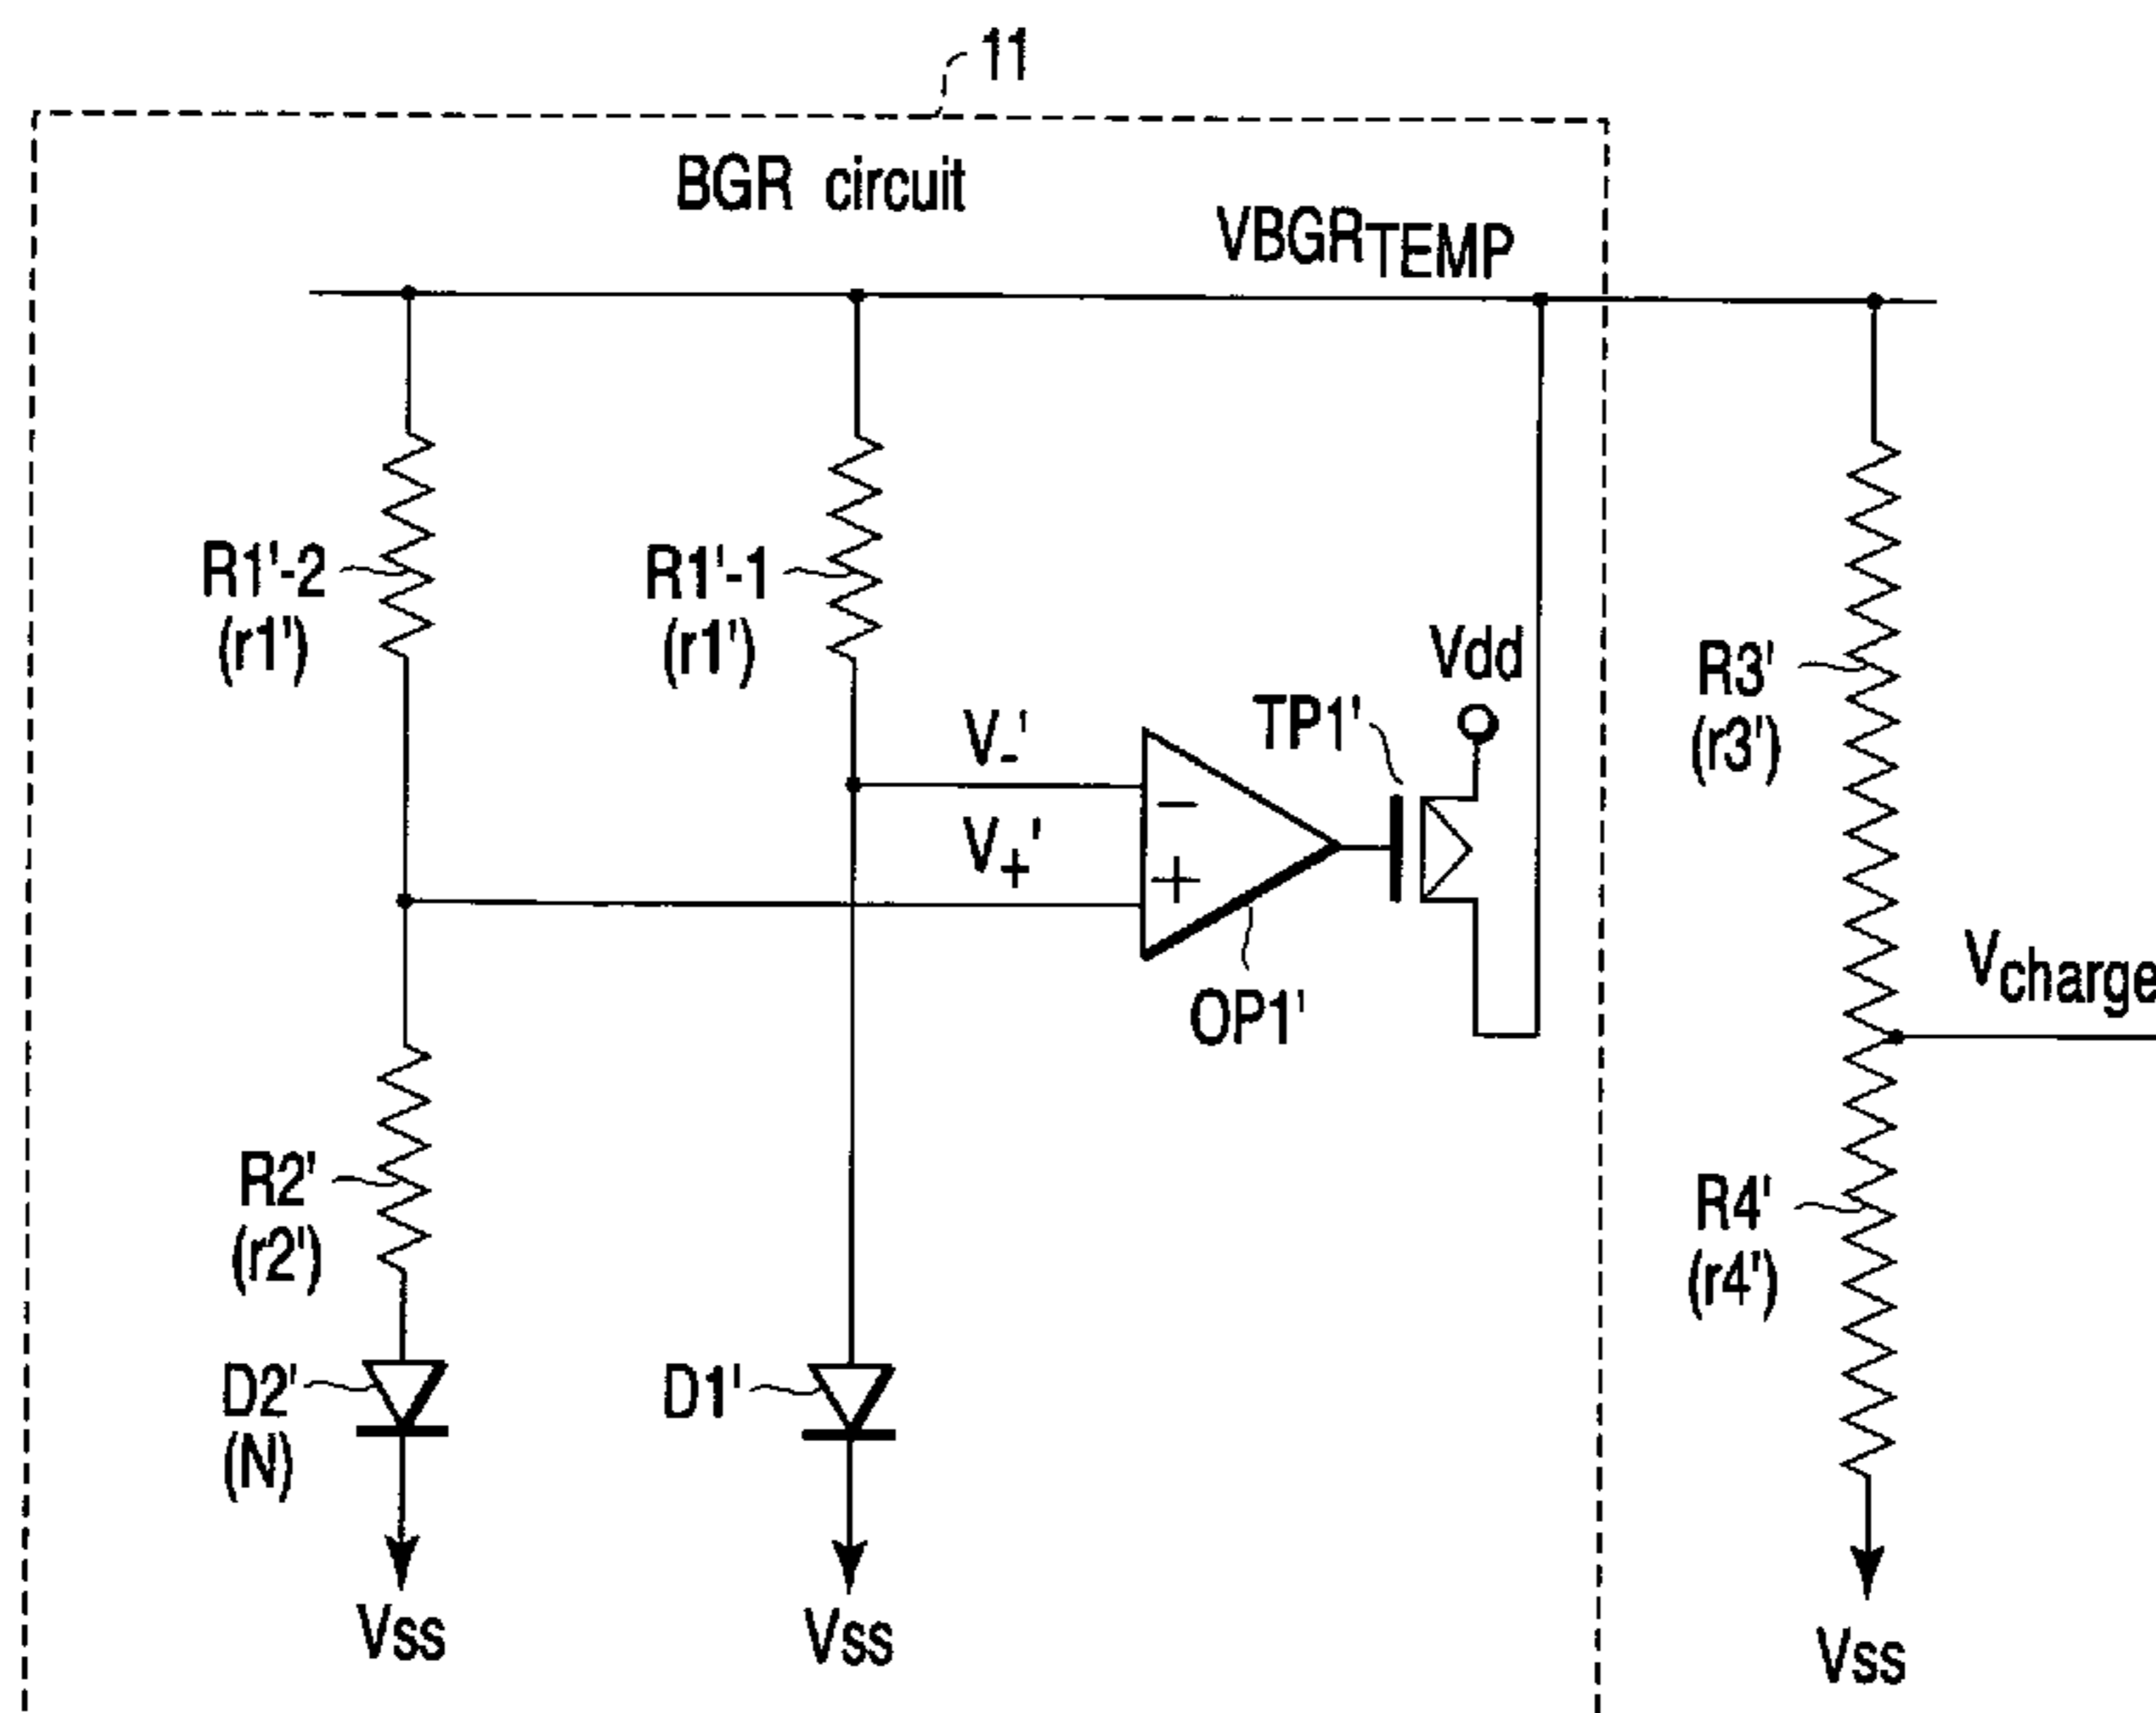 11
BGR circuit
VBGRTEMP
R1'-2
(r1')
R1'-1
(r1')
Vdd
TP1'
R3'
(r3')
V-'
−
V+'
+
OP1'
Vcharge
R2'
(r2')
R4'
(r4')
D2'
(N)
D1'
Vss
Vss
Vss